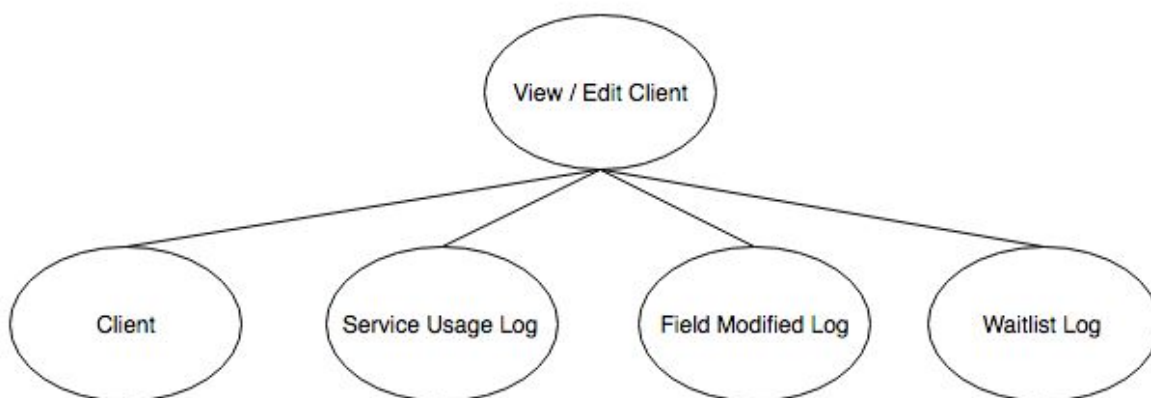 View / Edit Client
Client
Service Usage Log
Field Modified Log
Waitlist Log